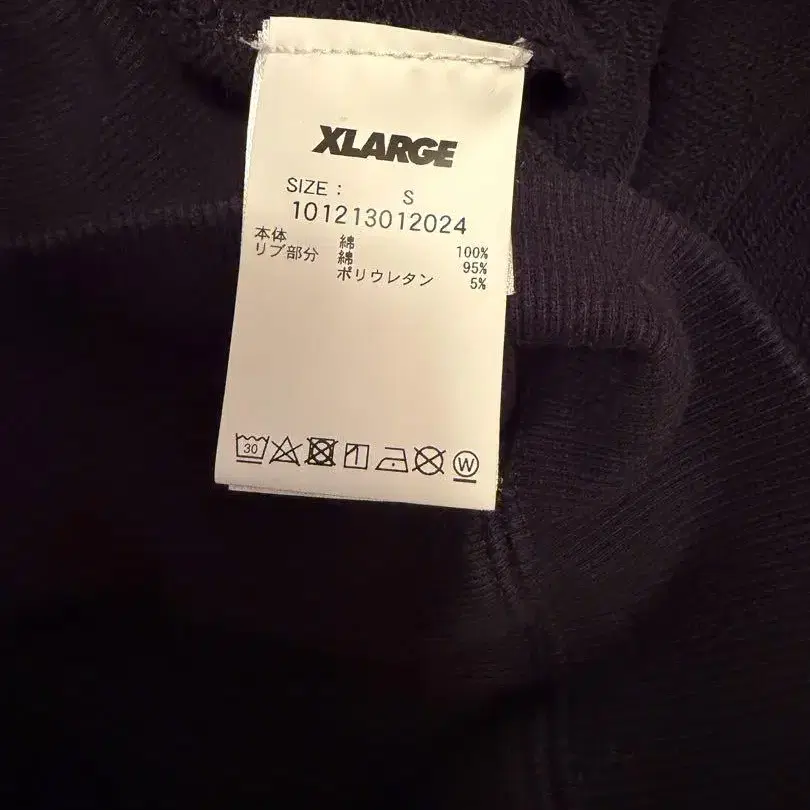 XLARGE
SIZE : S
101213012024
本体 綿 100%
リブ部分 綿 95%
ポリウレタン 5%
30 W